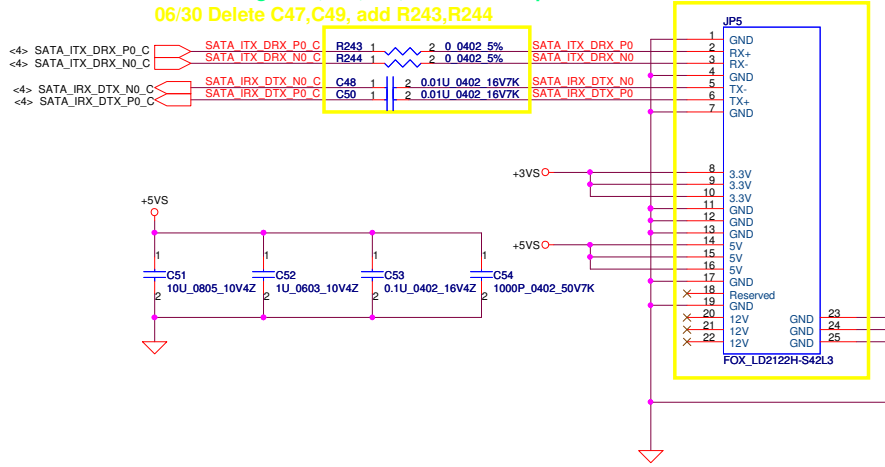 06/30 Delete C47,C49, add R243,R244
JP5
<4> SATA_ITX_DRX_P0_C SATA_ITX_DRX_P0_C R243 1 2 0_0402_5% SATA_ITX_DRX_P0
<4> SATA_ITX_DRX_N0_C SATA_ITX_DRX_N0_C R244 1 2 0_0402_5% SATA_ITX_DRX_N0
<4> SATA_IRX_DTX_N0_C SATA_IRX_DTX_N0_C C48 1 2 0.01U_0402_16V7K SATA_IRX_DTX_N0
<4> SATA_IRX_DTX_P0_C SATA_IRX_DTX_P0_C C50 1 2 0.01U_0402_16V7K SATA_IRX_DTX_P0
1 GND
2 RX+
3 RX-
4 GND
5 TX-
6 TX+
7 GND
+3VS
8 3.3V
9 3.3V
10 3.3V
11 GND
12 GND
13 GND
+5VS
14 5V
15 5V
16 5V
17 GND
18 Reserved
19 GND
20 12V GND 23
21 12V GND 24
22 12V GND 25
FOX_LD2122H-S42L3
+5VS
1 1 1 1
C51 C52 C53 C54
10U_0805_10V4Z 1U_0603_10V4Z 0.1U_0402_16V4Z 1000P_0402_50V7K
2 2 2 2